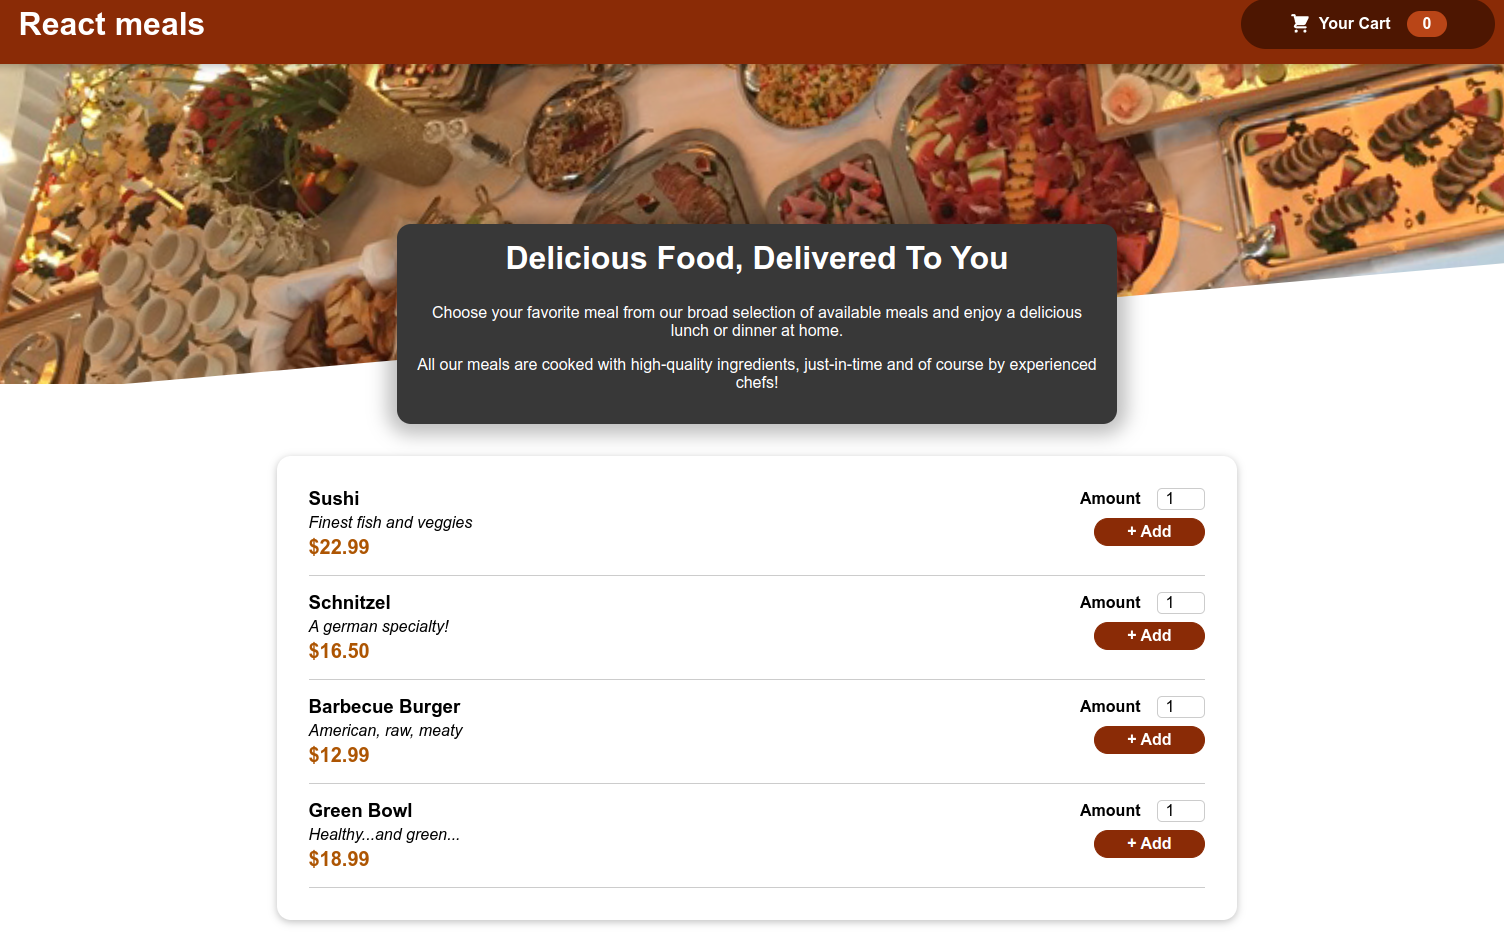 React meals
Your Cart 0
Delicious Food, Delivered To You
Choose your favorite meal from our broad selection of available meals and enjoy a delicious
lunch or dinner at home.
All our meals are cooked with high-quality ingredients, just-in-time and of course by experienced
chefs!
Sushi
Finest fish and veggies
$22.99
Amount 1
+ Add
Schnitzel
A german specialty!
$16.50
Amount 1
+ Add
Barbecue Burger
American, raw, meaty
$12.99
Amount 1
+ Add
Green Bowl
Healthy...and green...
$18.99
Amount 1
+ Add